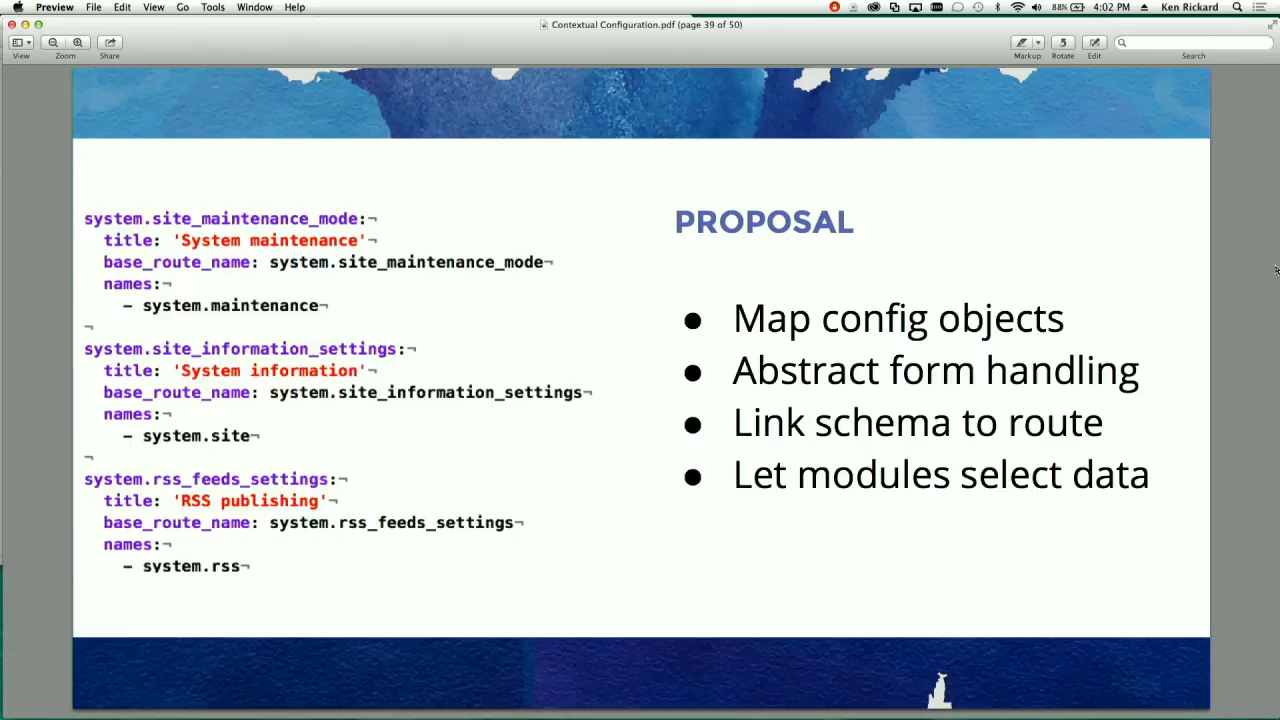 Preview File Edit View Go Tools Window Help 88% 4:02 PM Ken Rickard
Contextual Configuration.pdf (page 39 of 50)
View Zoom Share Markup Rotate Edit Search
system.site_maintenance_mode:¬
title: 'System maintenance'¬
base_route_name: system.site_maintenance_mode¬
names:¬
- system.maintenance¬
¬
system.site_information_settings:¬
title: 'System information'¬
base_route_name: system.site_information_settings¬
names:¬
- system.site¬
¬
system.rss_feeds_settings:¬
title: 'RSS publishing'¬
base_route_name: system.rss_feeds_settings¬
names:¬
- system.rss¬
PROPOSAL
● Map config objects
● Abstract form handling
● Link schema to route
● Let modules select data